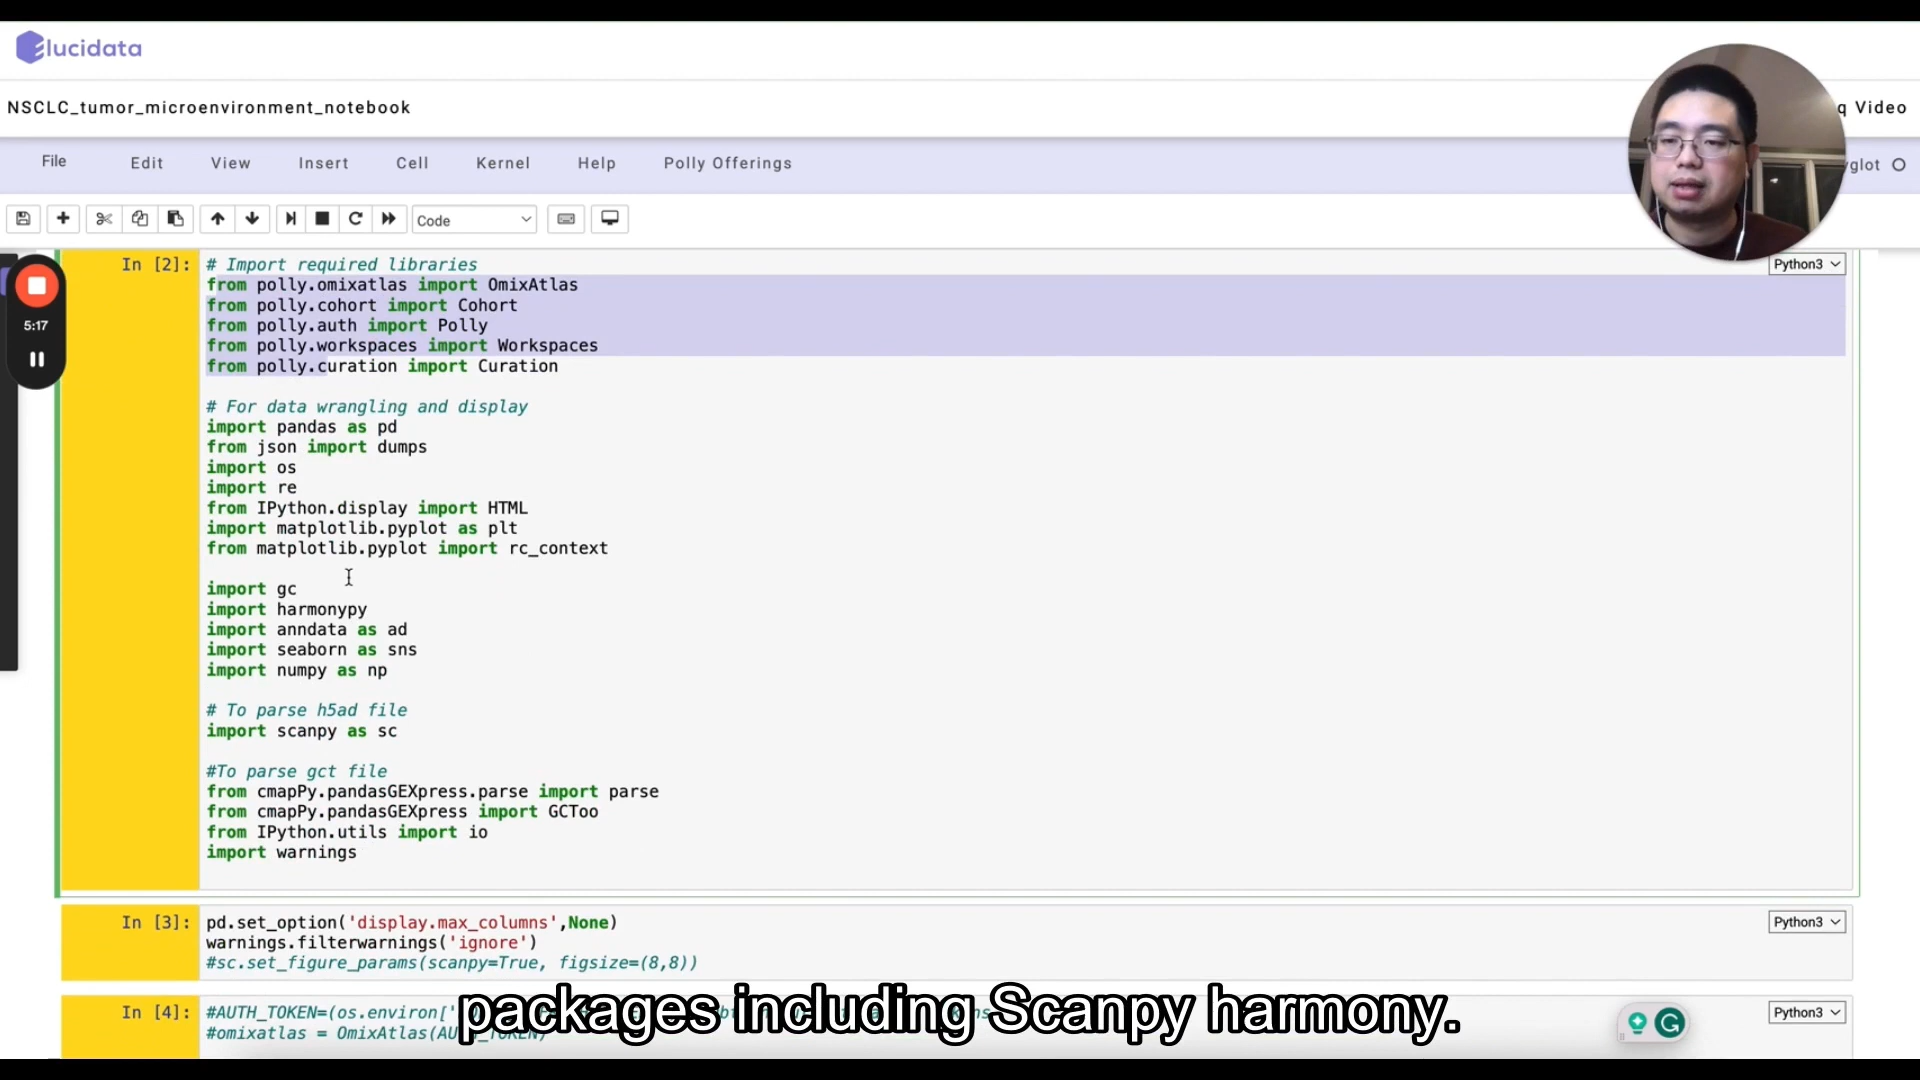 lucidata
NSCLC_tumor_microenvironment_notebook
q Video
File Edit View Insert Cell Kernel Help Polly Offerings
glot
Code
5:17
In [2]:
Python3
# Import required libraries
from polly.omixatlas import OmixAtlas
from polly.cohort import Cohort
from polly.auth import Polly
from polly.workspaces import Workspaces
from polly.curation import Curation
# For data wrangling and display
import pandas as pd
from json import dumps
import os
import re
from IPython.display import HTML
import matplotlib.pyplot as plt
from matplotlib.pyplot import rc_context
import gc
import harmonypy
import anndata as ad
import seaborn as sns
import numpy as np
# To parse h5ad file
import scanpy as sc
#To parse gct file
from cmapPy.pandasGEXpress.parse import parse
from cmapPy.pandasGEXpress import GCToo
from IPython.utils import io
import warnings
In [3]:
Python3
pd.set_option('display.max_columns',None)
warnings.filterwarnings('ignore')
#sc.set_figure_params(scanpy=True, figsize=(8,8))
In [4]:
Python3
#AUTH_TOKEN=(os.environ['
#omixatlas = OmixAtlas(AUTH_TOKEN)
packages including Scanpy harmony.